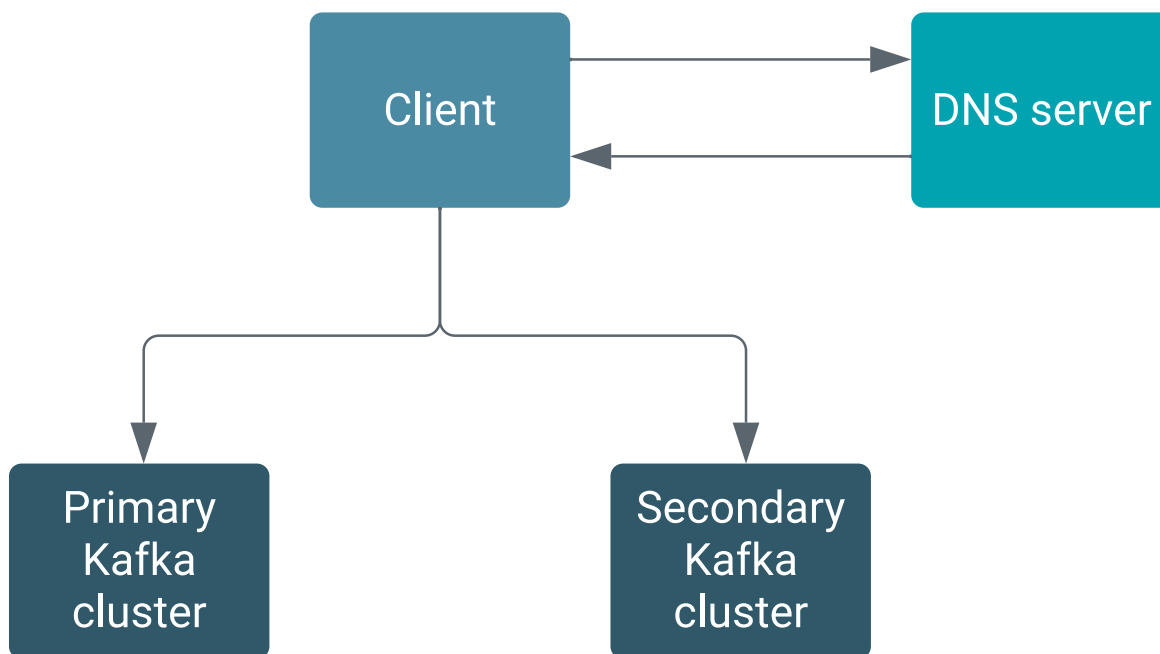 Client
DNS server
Primary
Kafka
cluster
Secondary
Kafka
cluster